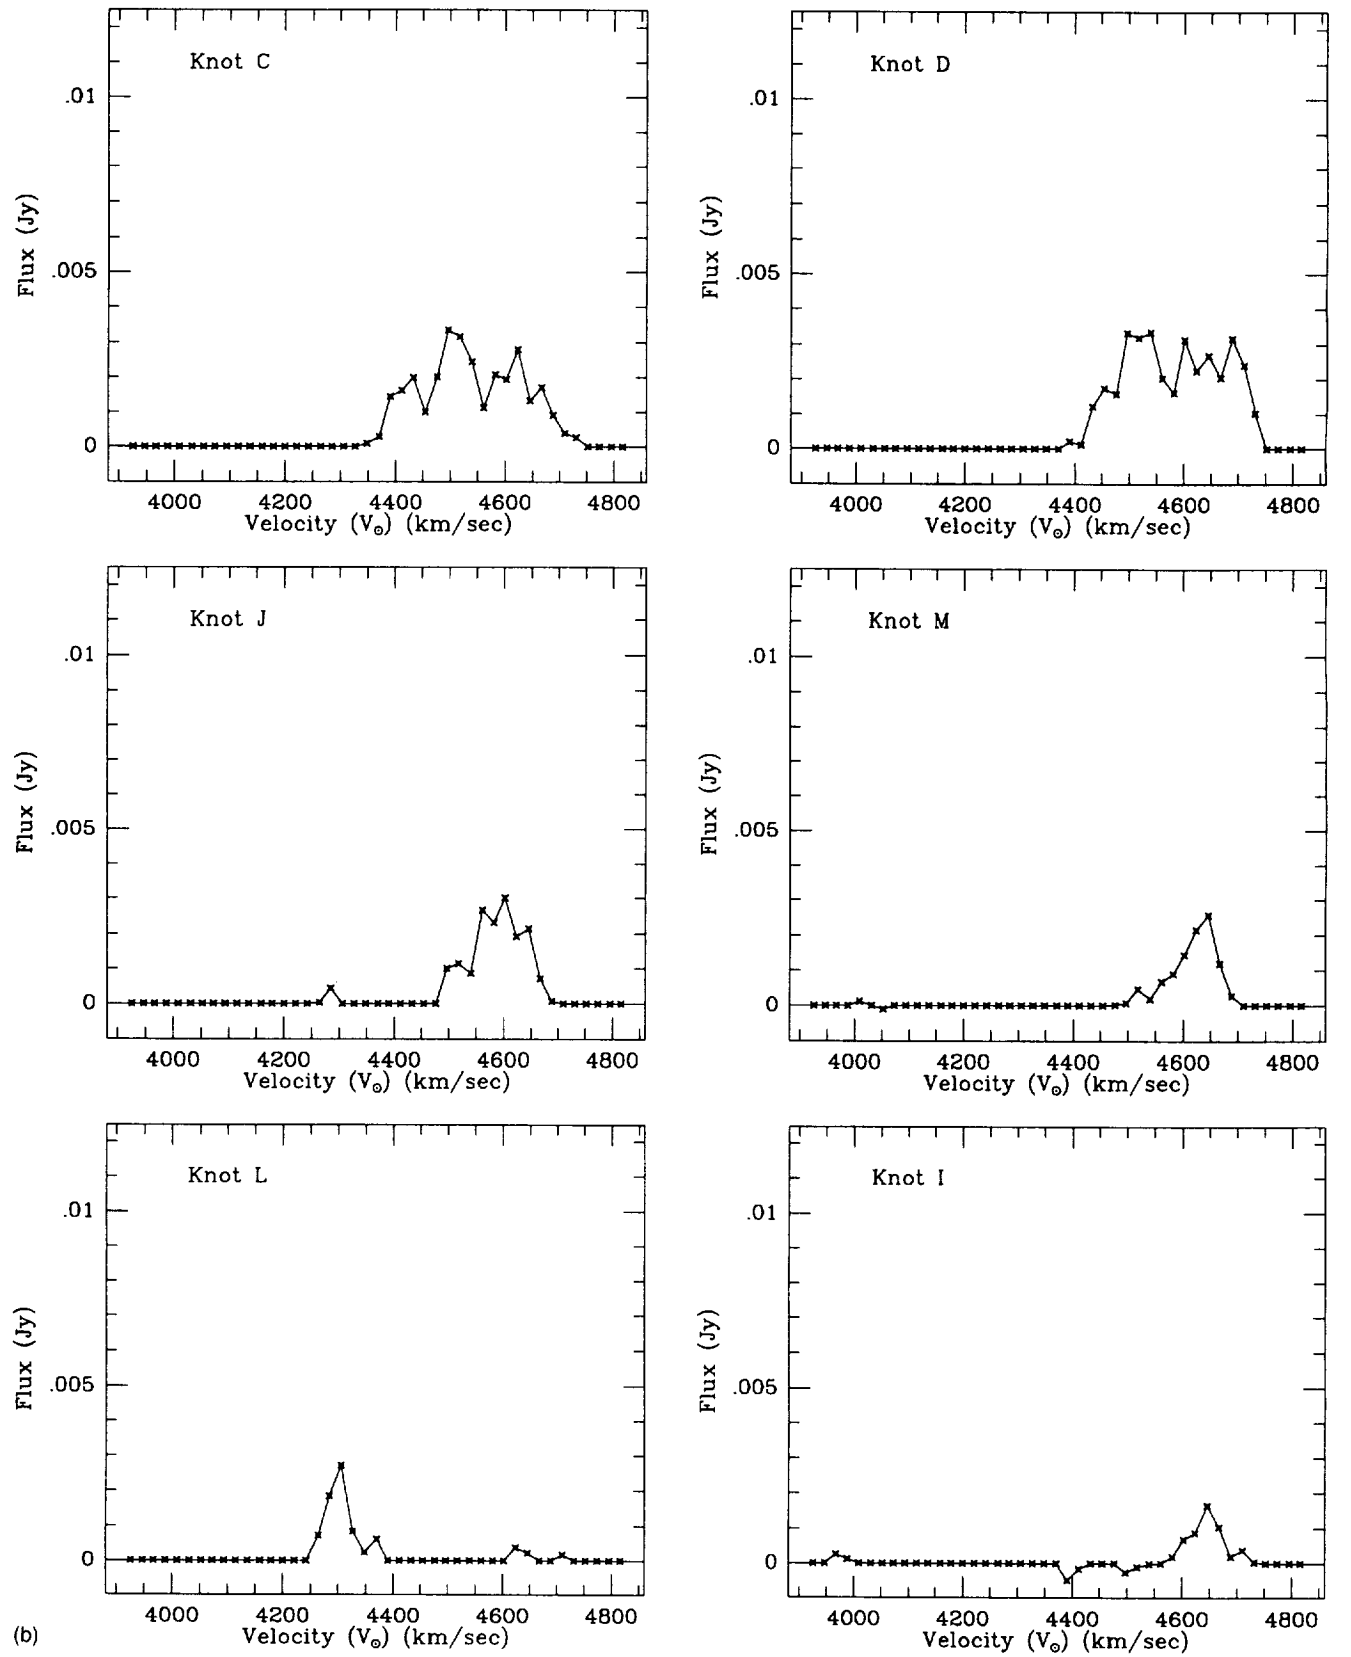 Knot C
.01
.005
0
Flux (Jy)
4000 4200 4400 4600 4800
Velocity (V☉) (km/sec)
Knot D
.01
.005
0
Flux (Jy)
4000 4200 4400 4600 4800
Velocity (V☉) (km/sec)
Knot J
.01
.005
0
Flux (Jy)
4000 4200 4400 4600 4800
Velocity (V☉) (km/sec)
Knot M
.01
.005
0
Flux (Jy)
4000 4200 4400 4600 4800
Velocity (V☉) (km/sec)
Knot L
.01
.005
0
Flux (Jy)
4000 4200 4400 4600 4800
Velocity (V☉) (km/sec)
Knot I
.01
.005
0
Flux (Jy)
4000 4200 4400 4600 4800
Velocity (V☉) (km/sec)
(b)